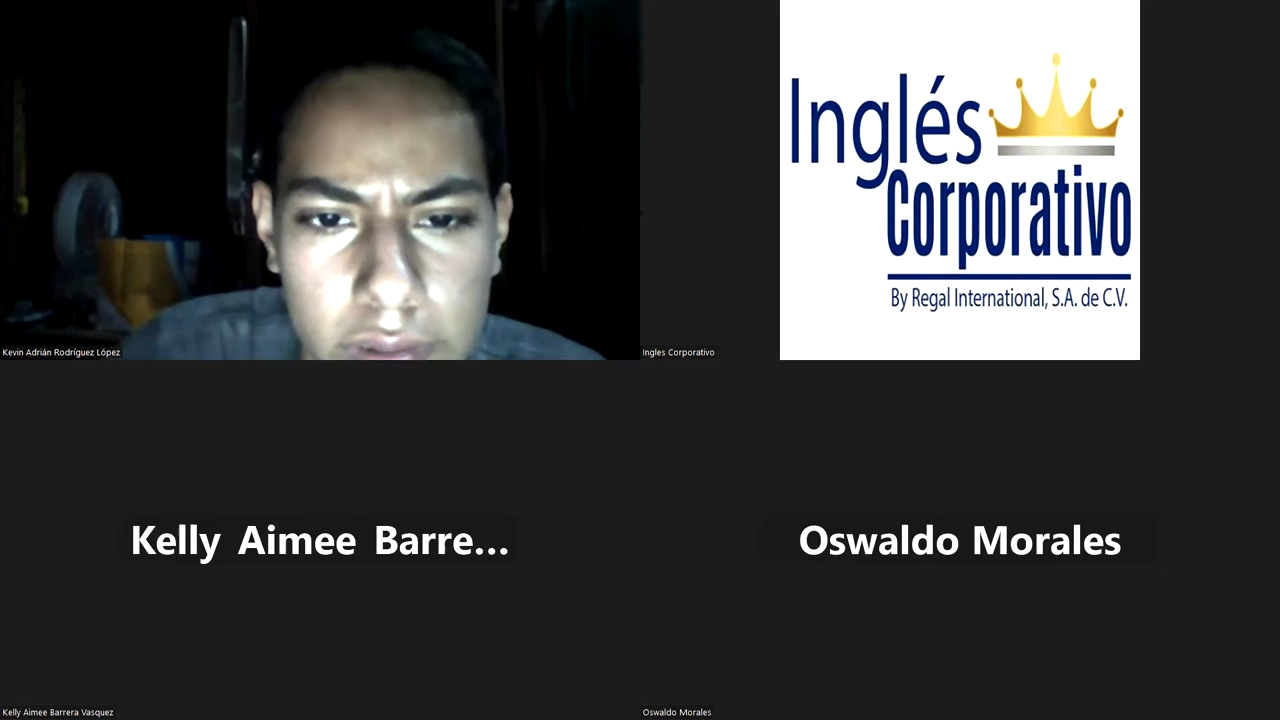 Kevin Adrián Rodríguez López
Inglés
Corporativo
By Regal International, S.A. de C.V.
Ingles Corporativo
Kelly Aimee Barre...
Oswaldo Morales
Kelly Aimee Barrera Vasquez
Oswaldo Morales